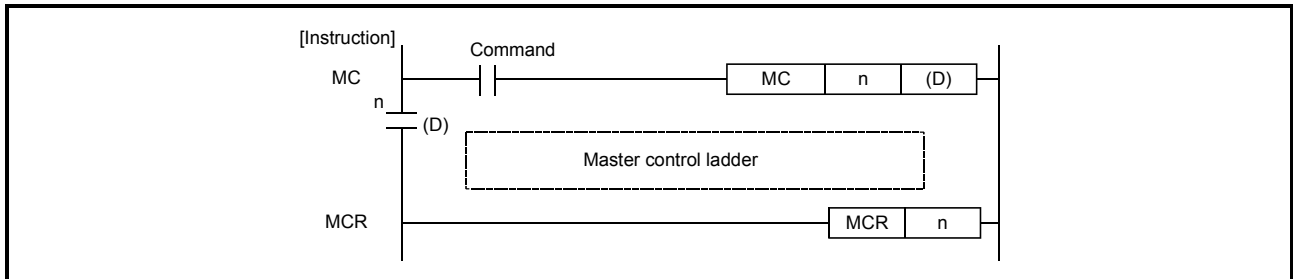 [Instruction]
Command
MC
MC n (D)
n
(D)
Master control ladder
MCR
MCR n